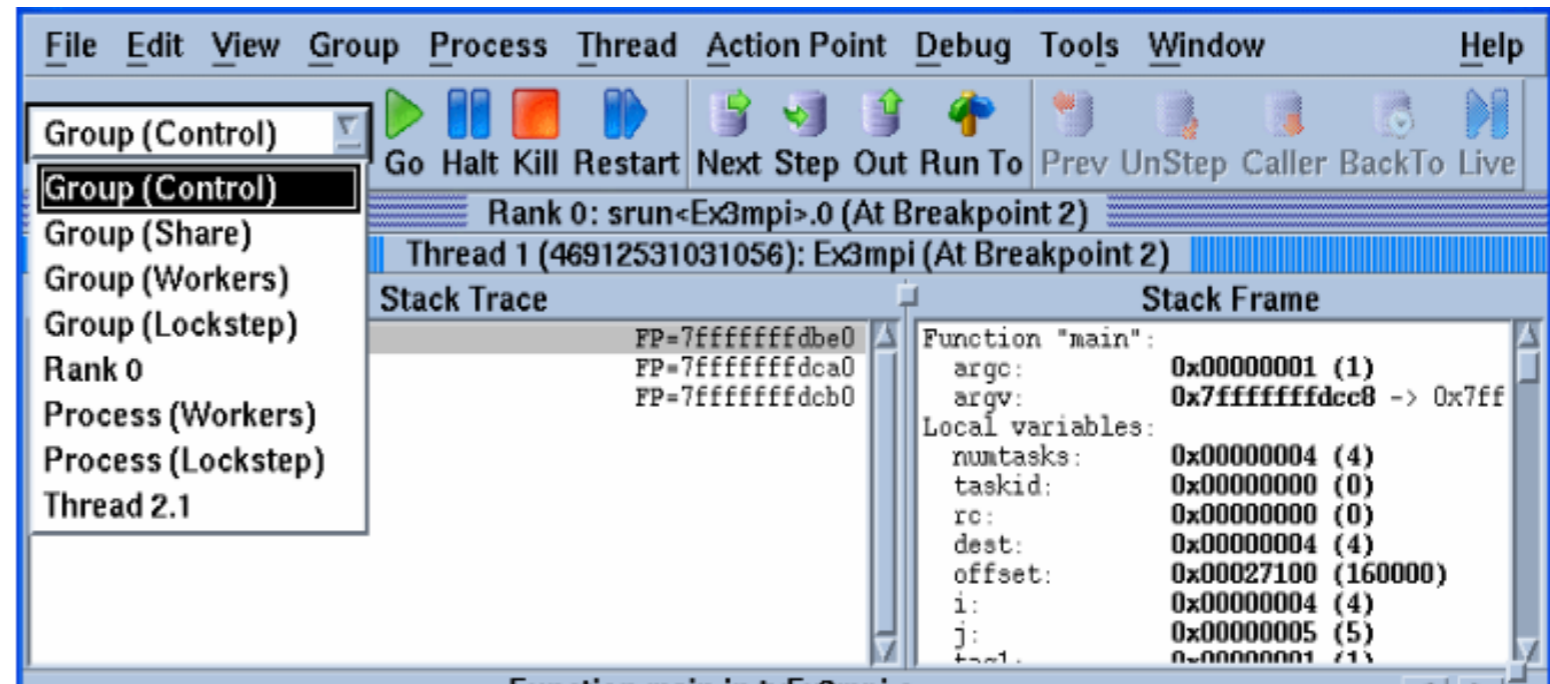 File Edit View Group Process Thread Action Point Debug Tools Window Help
Group (Control)
Go Halt Kill Restart Next Step Out Run To Prev UnStep Caller BackTo Live
Group (Control)
Group (Share)
Group (Workers)
Group (Lockstep)
Rank 0
Process (Workers)
Process (Lockstep)
Thread 2.1
Rank 0: srun<Ex3mpi>.0 (At Breakpoint 2)
Thread 1 (46912531031056): Ex3mpi (At Breakpoint 2)
Stack Trace
FP=7fffffffdbe0
FP=7fffffffdca0
FP=7fffffffdcb0
Stack Frame
Function "main":
argc: 0x00000001 (1)
argv: 0x7fffffffdcc8 -> 0x7ff
Local variables:
numtasks: 0x00000004 (4)
taskid: 0x00000000 (0)
rc: 0x00000000 (0)
dest: 0x00000004 (4)
offset: 0x00027100 (160000)
i: 0x00000004 (4)
j: 0x00000005 (5)
tag1: 0x00000001 (1)